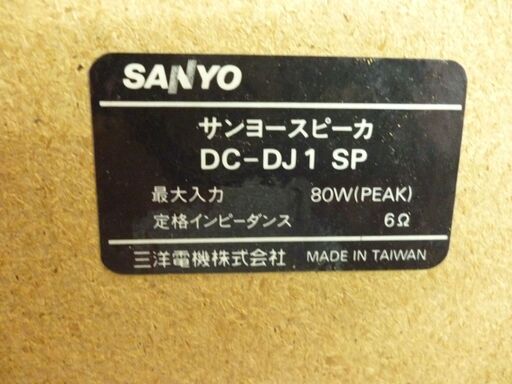 SANYO
サンヨースピーカ
DC-DJ1 SP
最大入力 80W(PEAK)
定格インピーダンス 6Ω
三洋電機株式会社 MADE IN TAIWAN